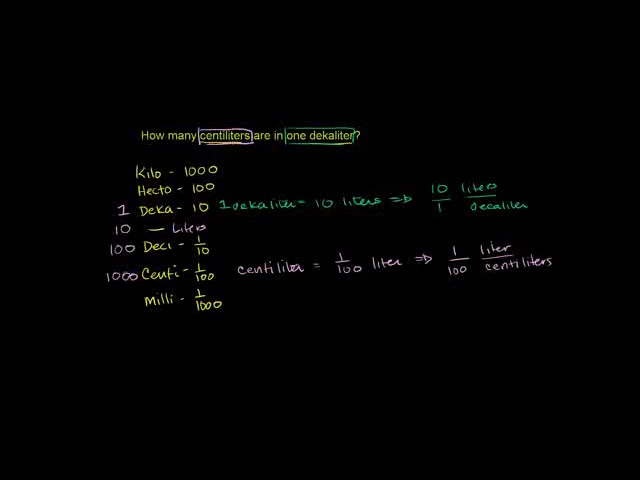 How many centiliters are in one dekaliter?
Kilo - 1000
Hecto - 100
1 Deka - 10 1 dekaliter = 10 liters ⇒ 10/1 liters/decaliter
10 — Liters
100 Deci - 1/10
1000 Centi - 1/100 centiliter = 1/100 liter ⇒ 1/100 liter/centiliters
Milli - 1/1000